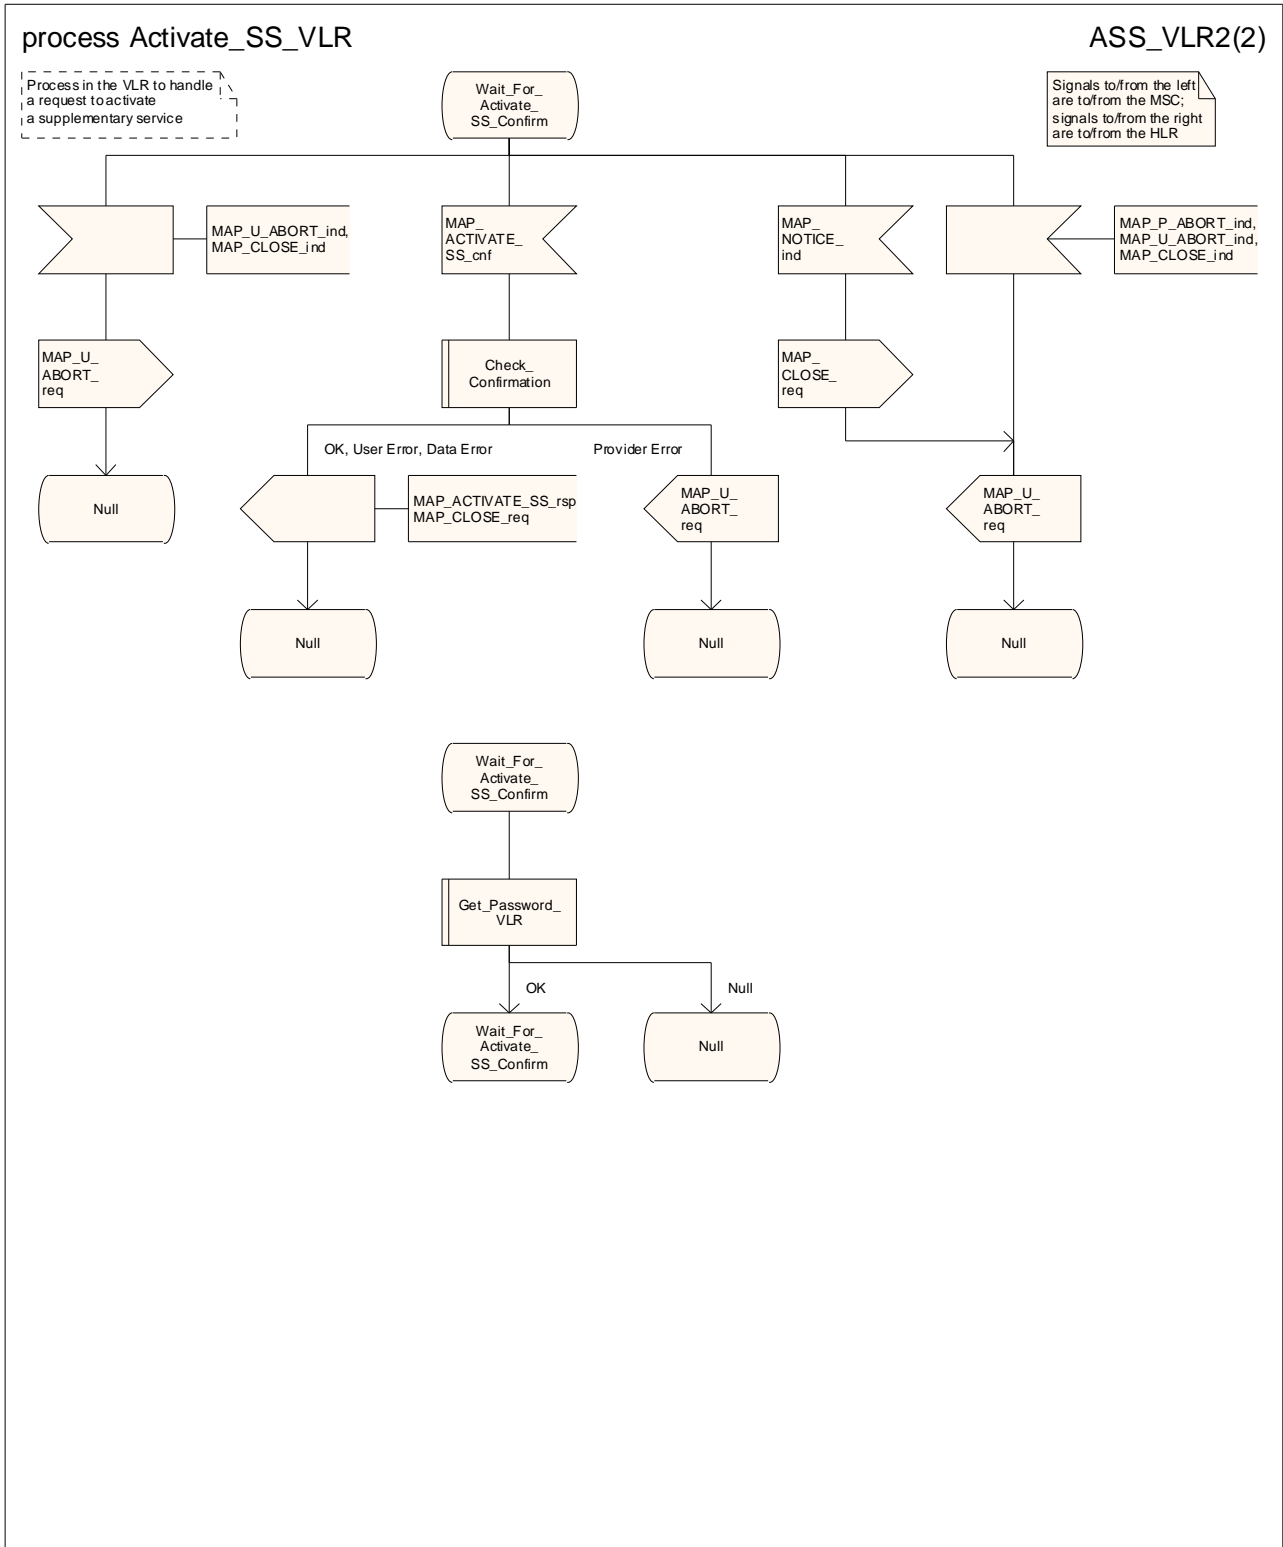 process Activate_SS_VLR
ASS_VLR2(2)
Process in the VLR to handle
a request to activate
a supplementary service
Wait_For_
Activate_
SS_Confirm
Signals to/from the left
are to/from the MSC;
signals to/from the right
are to/from the HLR
MAP_U_ABORT_ind,
MAP_CLOSE_ind
MAP_
ACTIVATE_
SS_cnf
MAP_
NOTICE_
ind
MAP_P_ABORT_ind,
MAP_U_ABORT_ind,
MAP_CLOSE_ind
MAP_U_
ABORT_
req
Check_
Confirmation
MAP_
CLOSE_
req
OK, User Error, Data Error
Provider Error
Null
MAP_ACTIVATE_SS_rsp
MAP_CLOSE_req
MAP_U_
ABORT_
req
MAP_U_
ABORT_
req
Null
Null
Null
Wait_For_
Activate_
SS_Confirm
Get_Password_
VLR
OK
Null
Wait_For_
Activate_
SS_Confirm
Null